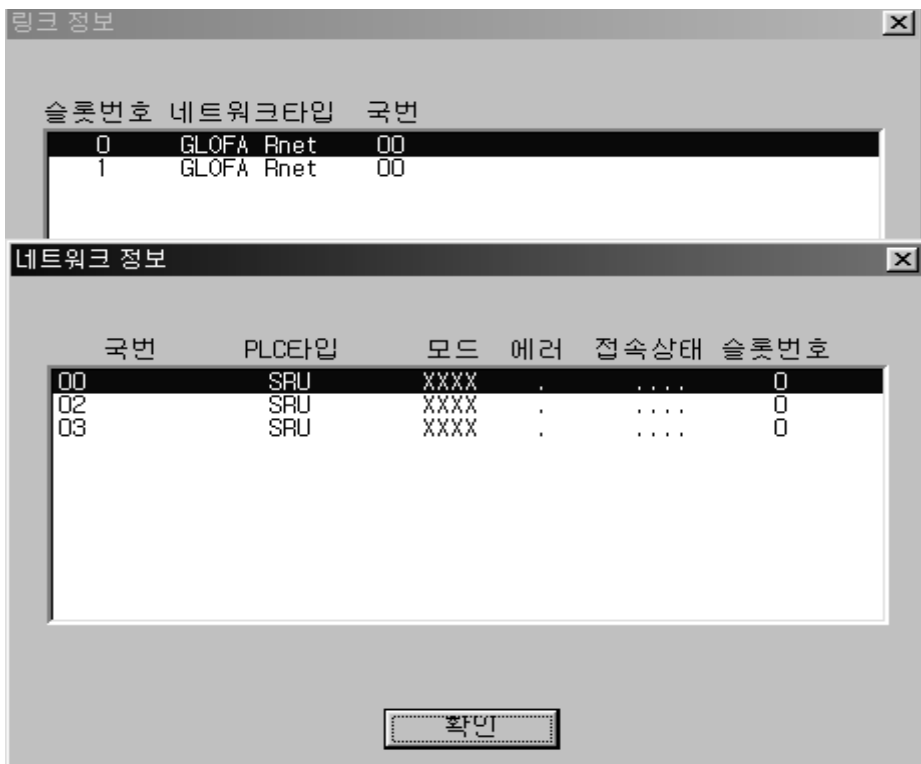 링크 정보
슬롯번호 네트워크타입 국번
0 GLOFA Rnet 00
1 GLOFA Rnet 00
네트워크 정보
국번 PLC타입 모드 에러 접속상태 슬롯번호
00 SRU XXXX . .... 0
02 SRU XXXX . .... 0
03 SRU XXXX . .... 0
확인